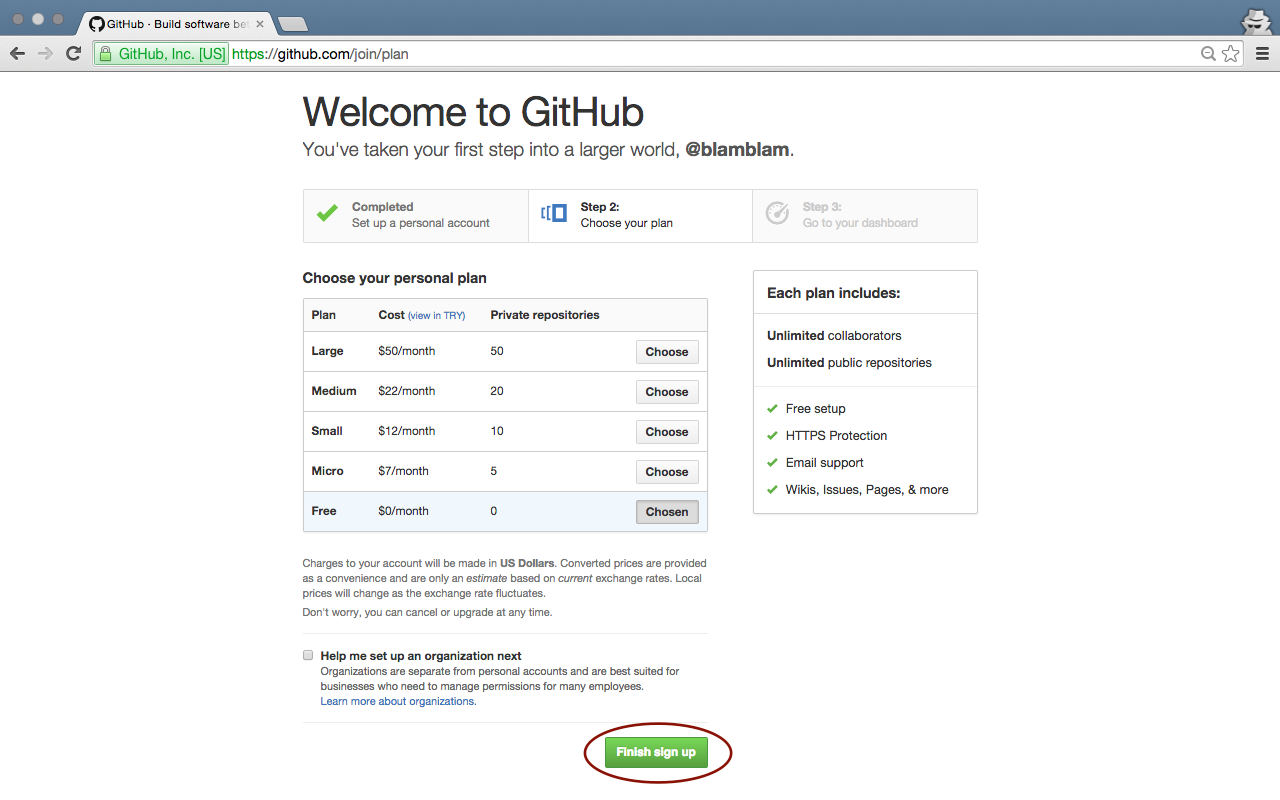 GitHub · Build software be
GitHub, Inc. [US] https://github.com/join/plan
Welcome to GitHub
You've taken your first step into a larger world, @blamblam.
Completed
Set up a personal account
Step 2:
Choose your plan
Step 3:
Go to your dashboard
Choose your personal plan
Plan Cost (view in TRY) Private repositories
Large $50/month 50 Choose
Medium $22/month 20 Choose
Small $12/month 10 Choose
Micro $7/month 5 Choose
Free $0/month 0 Chosen
Charges to your account will be made in US Dollars. Converted prices are provided
as a convenience and are only an estimate based on current exchange rates. Local
prices will change as the exchange rate fluctuates.
Don't worry, you can cancel or upgrade at any time.
Help me set up an organization next
Organizations are separate from personal accounts and are best suited for
businesses who need to manage permissions for many employees.
Learn more about organizations.
Finish sign up
Each plan includes:
Unlimited collaborators
Unlimited public repositories
Free setup
HTTPS Protection
Email support
Wikis, Issues, Pages, & more